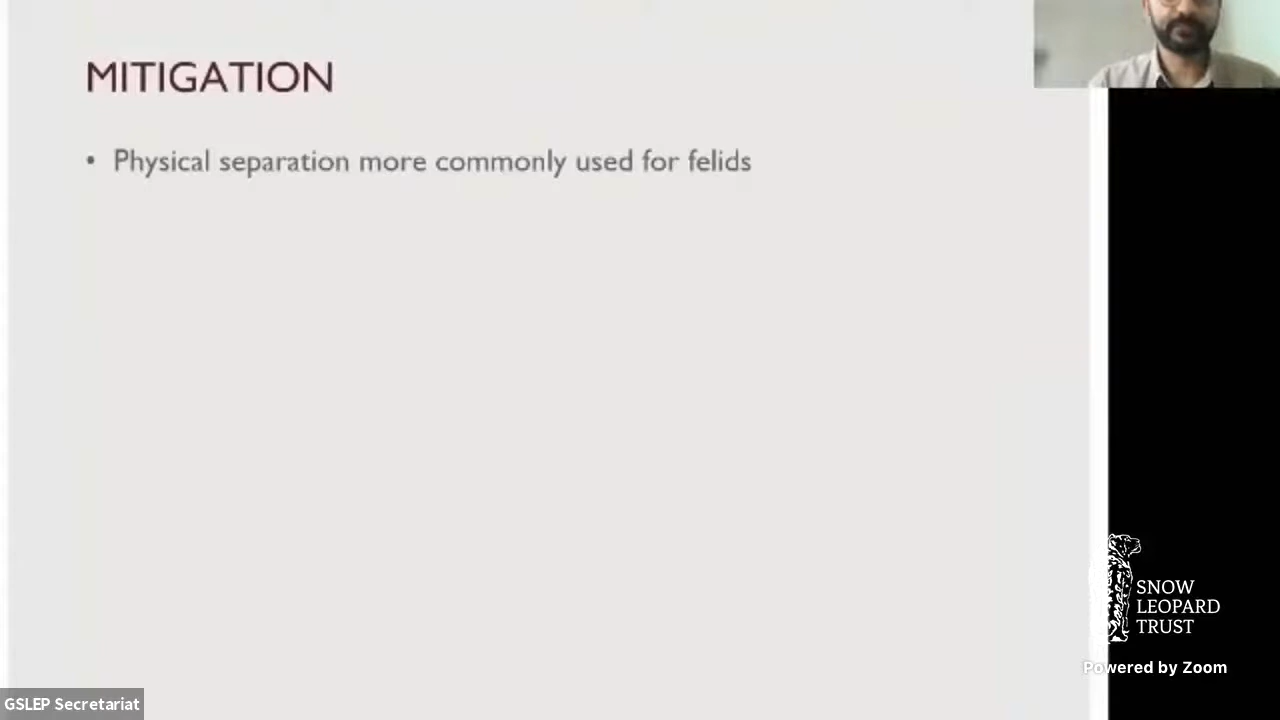 MITIGATION
• Physical separation more commonly used for felids
SNOW
LEOPARD
TRUST
Powered by Zoom
GSLEP Secretariat